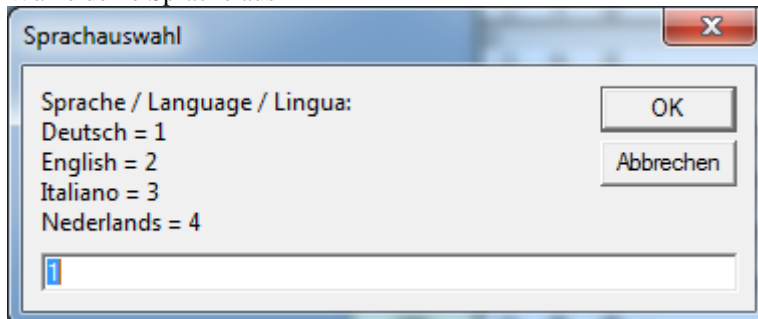 Sprachauswahl
Sprache / Language / Lingua:
Deutsch = 1
English = 2
Italiano = 3
Nederlands = 4
OK
Abbrechen
1